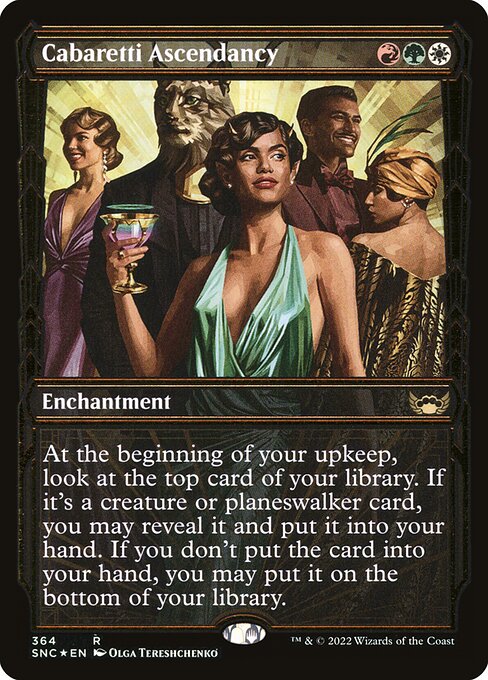 Cabaretti Ascendancy
Enchantment
At the beginning of your upkeep,
look at the top card of your library. If
it's a creature or planeswalker card,
you may reveal it and put it into your
hand. If you don't put the card into
your hand, you may put it on the
bottom of your library.
364 R
SNC★EN Olga Tereshchenko
™ & © 2022 Wizards of the Coast